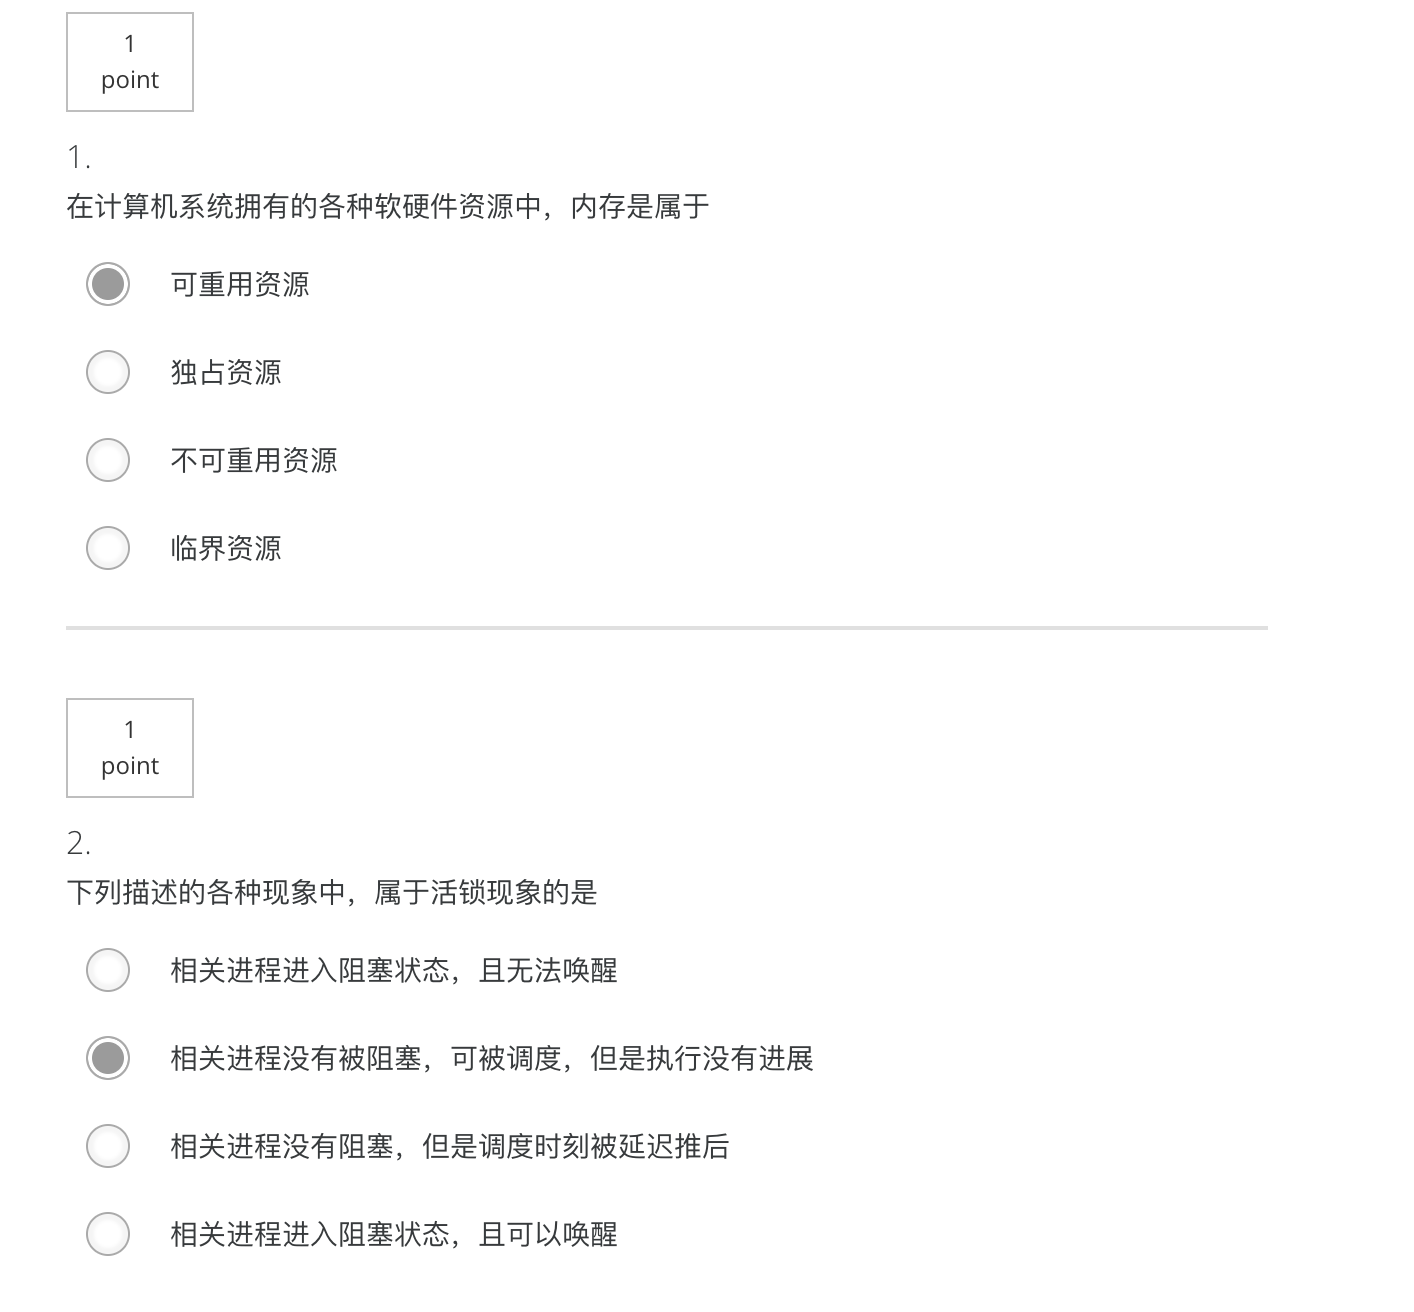 1
point
1.
在计算机系统拥有的各种软硬件资源中，内存是属于
可重用资源
独占资源
不可重用资源
临界资源
1
point
2.
下列描述的各种现象中，属于活锁现象的是
相关进程进入阻塞状态，且无法唤醒
相关进程没有被阻塞，可被调度，但是执行没有进展
相关进程没有阻塞，但是调度时刻被延迟推后
相关进程进入阻塞状态，且可以唤醒